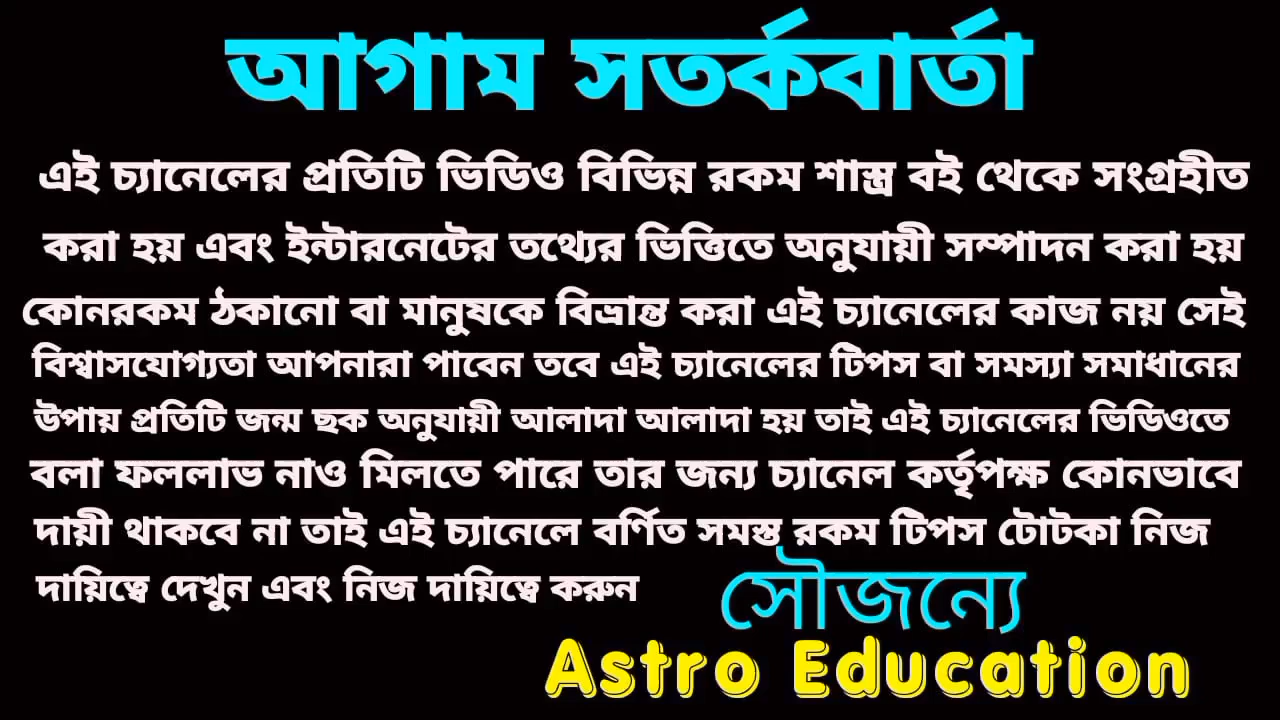 আগাম সতর্কবার্তা
এই চ্যানেলের প্রতিটি ভিডিও বিভিন্ন রকম শাস্ত্র বই থেকে সংগ্রহীত
করা হয় এবং ইন্টারনেটের তথ্যের ভিত্তিতে অনুযায়ী সম্পাদন করা হয়
কোনরকম ঠকানো বা মানুষকে বিভ্রান্ত করা এই চ্যানেলের কাজ নয় সেই
বিশ্বাসযোগ্যতা আপনারা পাবেন তবে এই চ্যানেলের টিপস বা সমস্যা সমাধানের
উপায় প্রতিটি জন্ম ছক অনুযায়ী আলাদা আলাদা হয় তাই এই চ্যানেলের ভিডিওতে
বলা ফললাভ নাও মিলতে পারে তার জন্য চ্যানেল কর্তৃপক্ষ কোনভাবে
দায়ী থাকবে না তাই এই চ্যানেলে বর্ণিত সমস্ত রকম টিপস টোটকা নিজ
দায়িত্বে দেখুন এবং নিজ দায়িত্বে করুন
সৌজন্যে
Astro Education